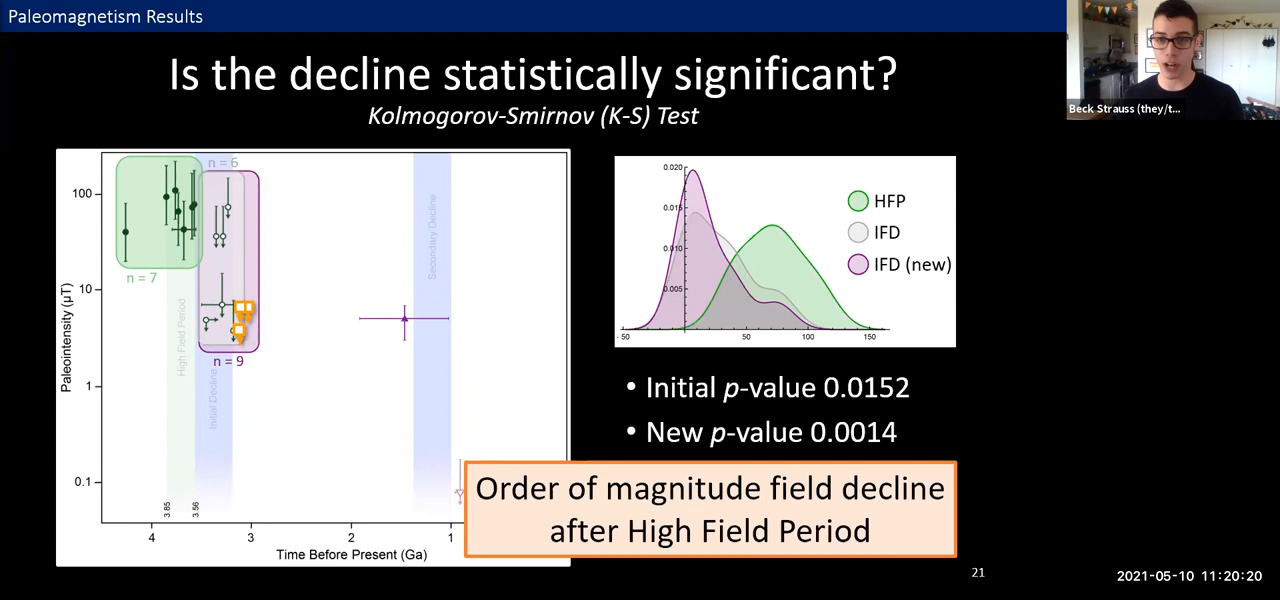 Paleomagnetism Results
Beck Strauss (they/t...
Is the decline statistically significant?
Kolmogorov-Smirnov (K-S) Test
n = 6
n = 7
n = 9
100
10
1
0.1
Paleointensity (μT)
High Field Period
Initial Decline
Secondary Decline
3.85
3.56
4
3
2
1
Time Before Present (Ga)
0.020
0.015
0.010
0.005
- 50
50
100
150
HFP
IFD
IFD (new)
• Initial p-value 0.0152
• New p-value 0.0014
Order of magnitude field decline
after High Field Period
21
2021-05-10 11:20:20